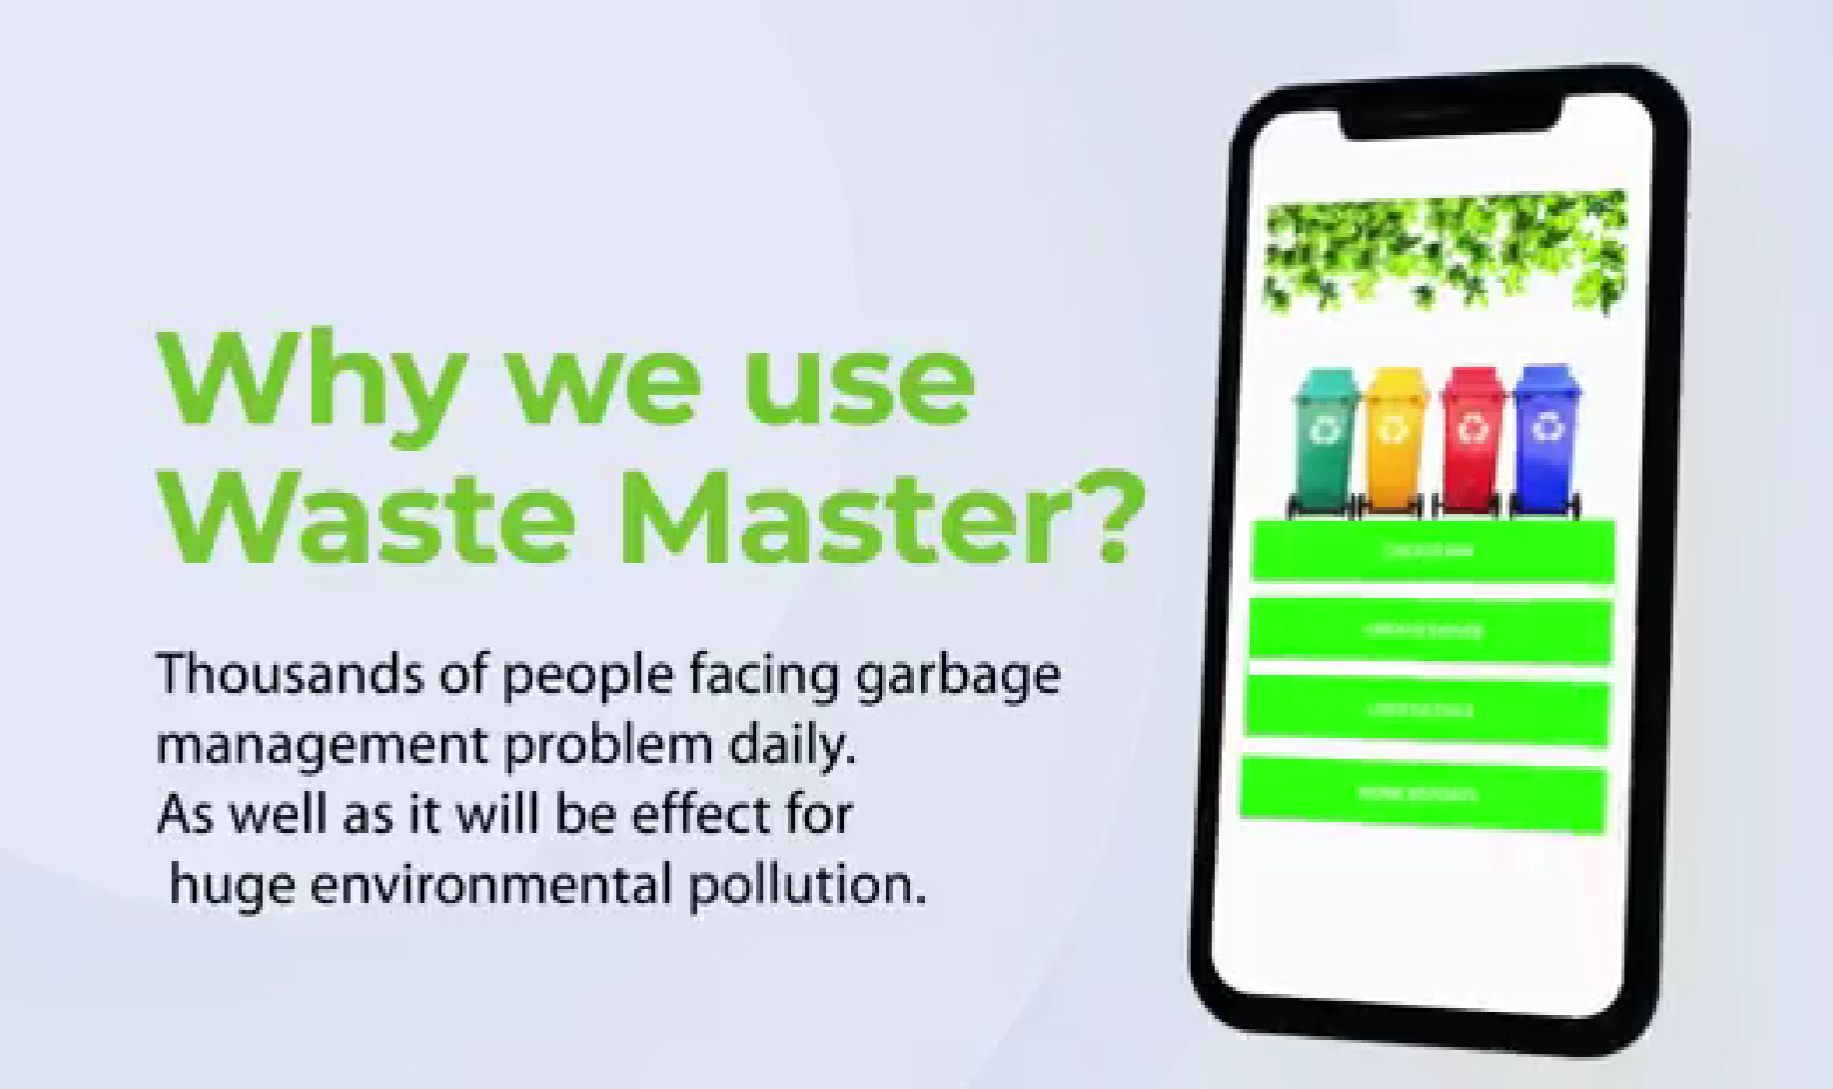 Why we use
Waste Master?
Thousands of people facing garbage
management problem daily.
As well as it will be effect for
huge environmental pollution.